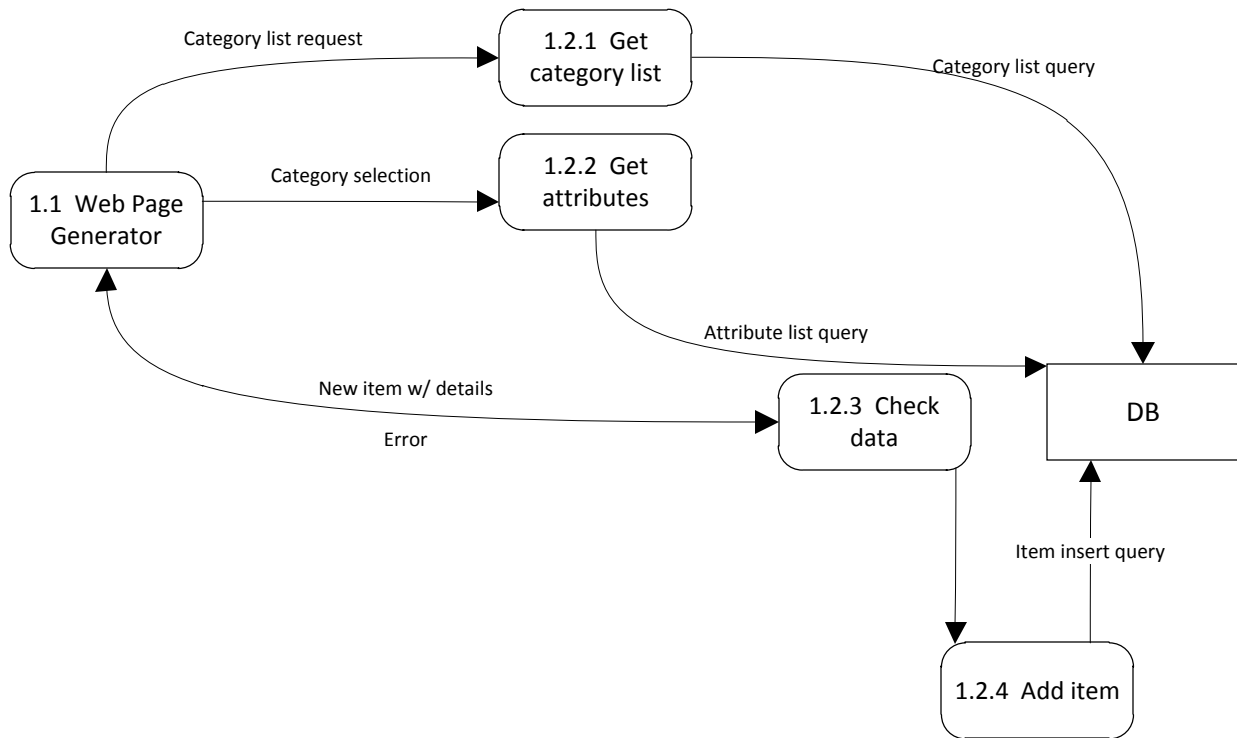 Category list request
1.2.1 Get
category list
Category list query
1.2.2 Get
attributes
Category selection
1.1 Web Page
Generator
Attribute list query
New item w/ details
Error
1.2.3 Check
data
DB
Item insert query
1.2.4 Add item